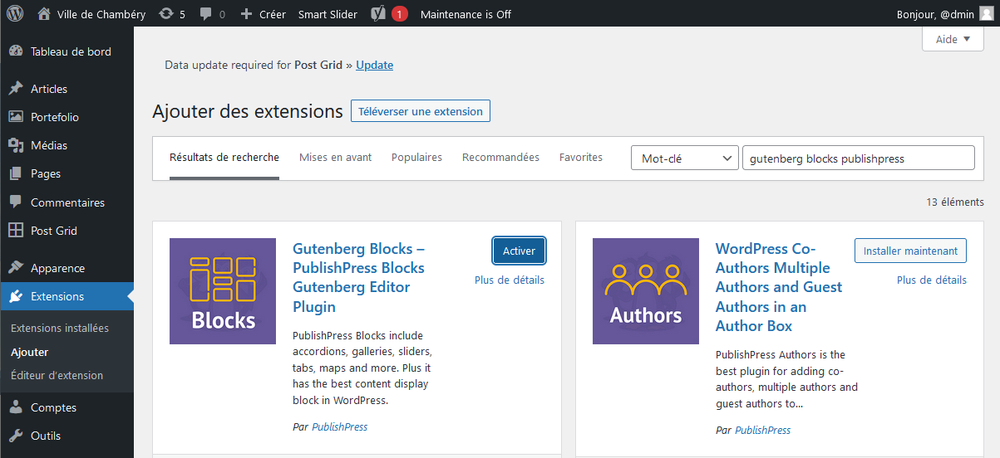 Ville de Chambéry 5 0 Créer Smart Slider 1 Maintenance is Off Bonjour, @dmin
Aide
Tableau de bord
Articles
Portefolio
Médias
Pages
Commentaires
Post Grid
Apparence
Extensions
Extensions installées
Ajouter
Éditeur d'extension
Comptes
Outils
Data update required for Post Grid » Update
Ajouter des extensions Téléverser une extension
Résultats de recherche Mises en avant Populaires Recommandées Favorites Mot-clé gutenberg blocks publishpress
13 éléments
Blocks
Gutenberg Blocks –
PublishPress Blocks
Gutenberg Editor
Plugin
Activer
Plus de détails
PublishPress Blocks include
accordions, galleries, sliders,
tabs, maps and more. Plus it
has the best content display
block in WordPress.
Par PublishPress
Authors
WordPress Co-
Authors Multiple
Authors and Guest
Authors in an
Author Box
Installer maintenant
Plus de détails
PublishPress Authors is the
best plugin for adding co-
authors, multiple authors and
guest authors to...
Par PublishPress